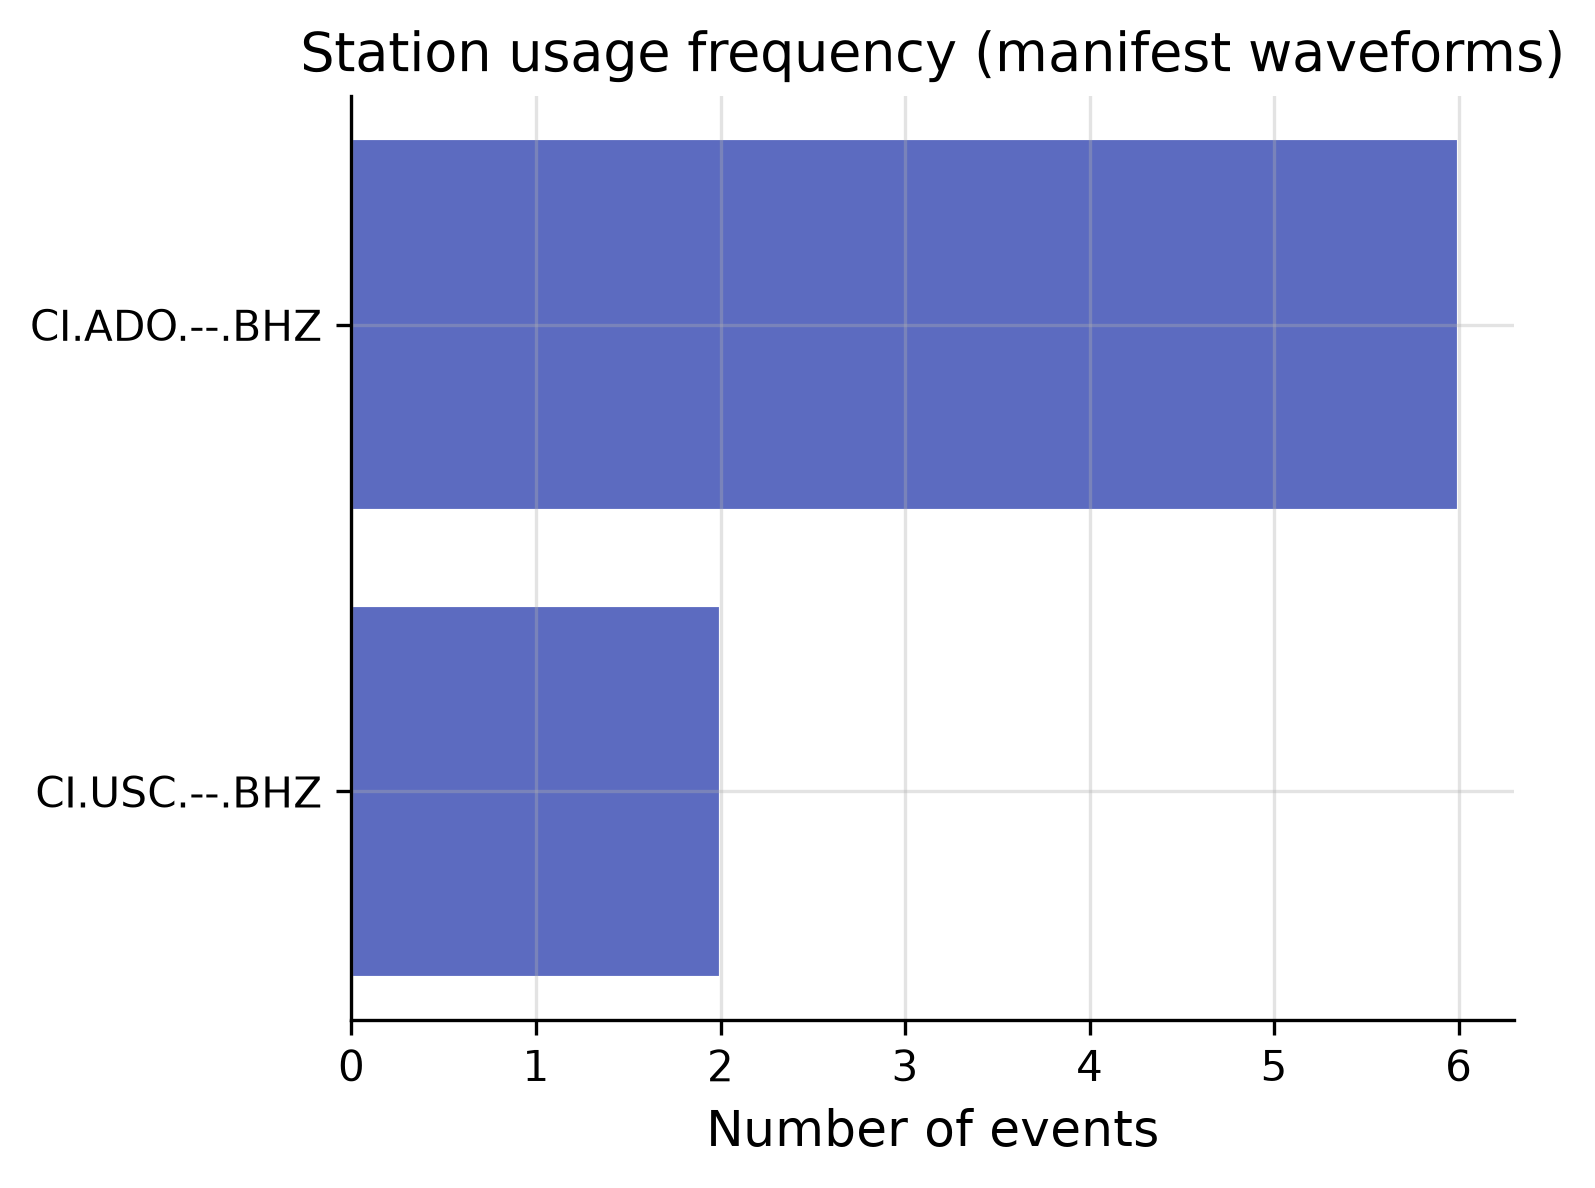 Station usage frequency (manifest waveforms)
CI.ADO.--.BHZ
CI.USC.--.BHZ
0 1 2 3 4 5 6
Number of events